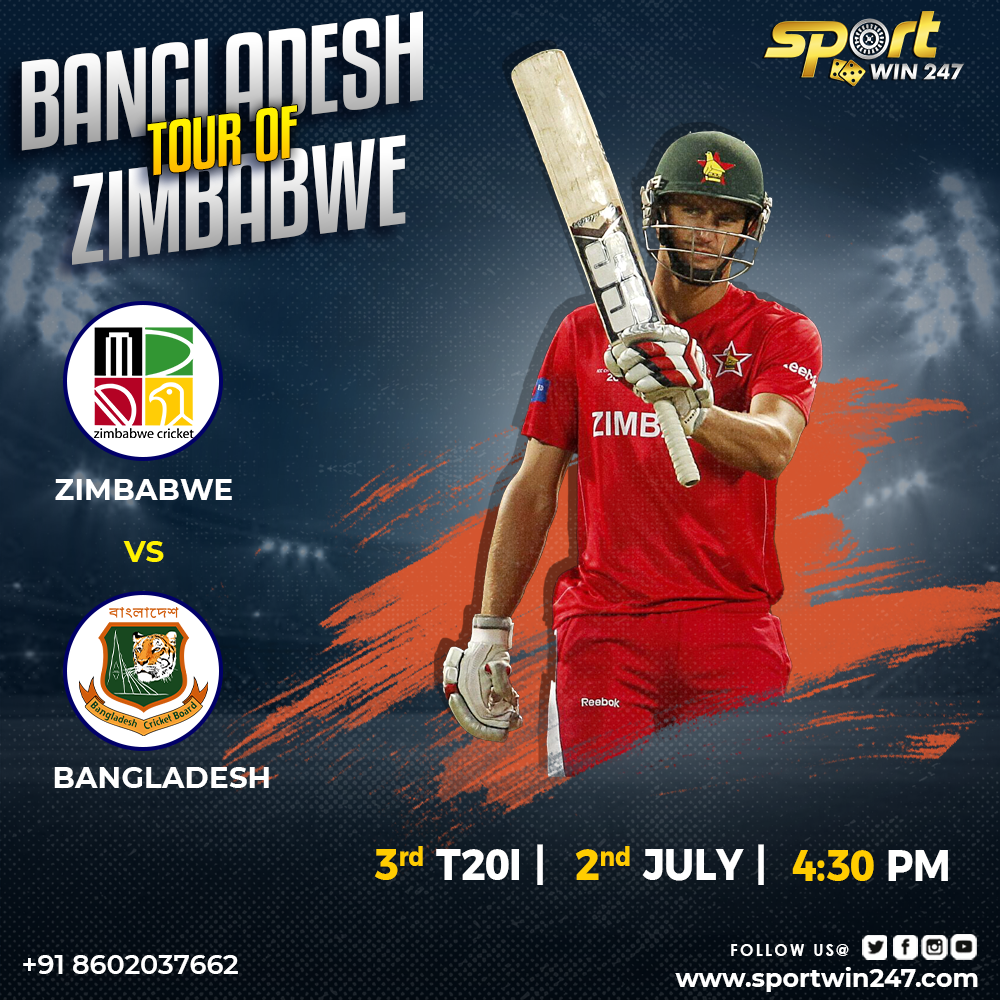 BANGLADESH
TOUR OF
ZIMBABWE
sport
WIN 247
zimbabwe cricket
ZIMBABWE
VS
বাংলাদেশ
Bangladesh Cricket Board
BANGLADESH
ZIMB
Reebok
3rd T20I | 2nd JULY | 4:30 PM
+91 8602037662
FOLLOW US@
www.sportwin247.com